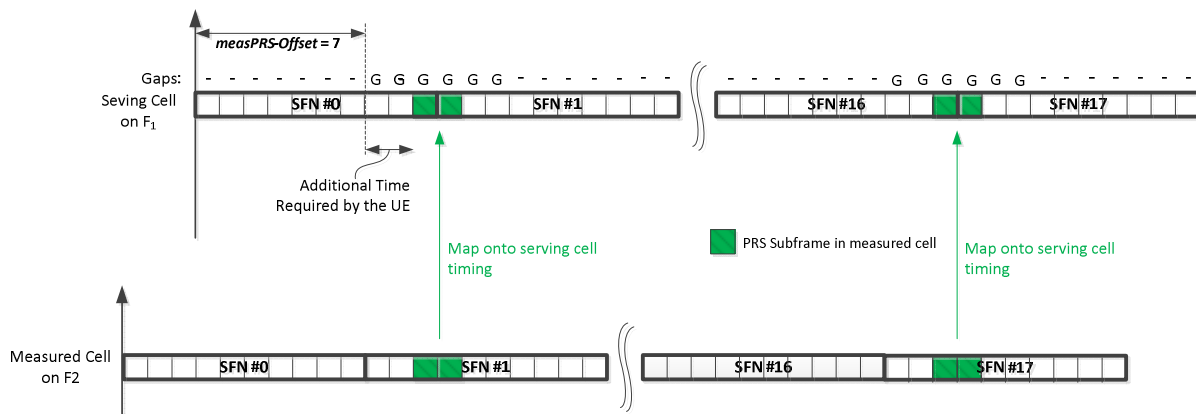 measPRS-Offset = 7
Gaps: - - - - - - - G G G G G G - - - - - - - - - - - - - - G G G G G G - - - - - - -
Seving Cell
on F1
SFN #0 SFN #1 SFN #16 SFN #17
Additional Time
Required by the UE
PRS Subframe in measured cell
Map onto serving cell
timing
Map onto serving cell
timing
Measured Cell
on F2
SFN #0 SFN #1 SFN #16 SFN #17